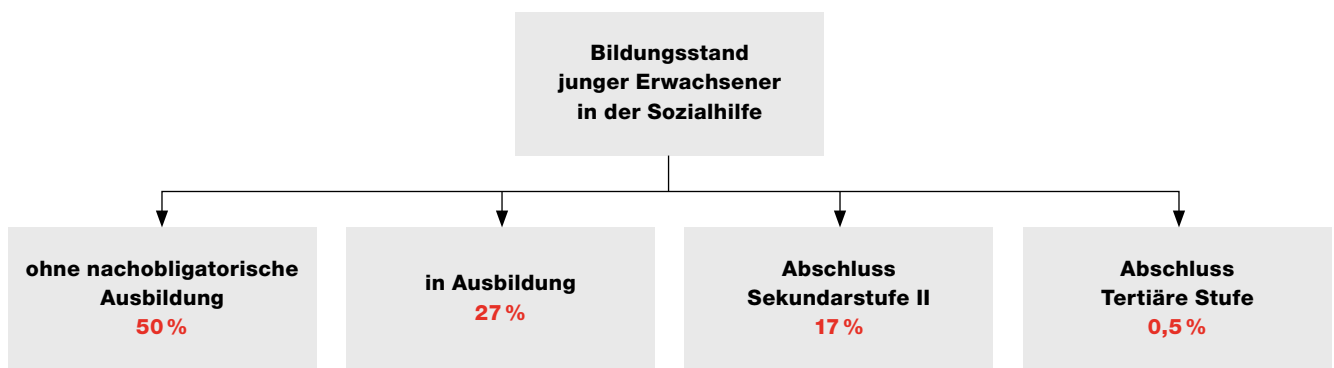 Bildungsstand
junger Erwachsener
in der Sozialhilfe
ohne nachobligatorische
Ausbildung
50 %
in Ausbildung
27 %
Abschluss
Sekundarstufe II
17 %
Abschluss
Tertiäre Stufe
0,5 %